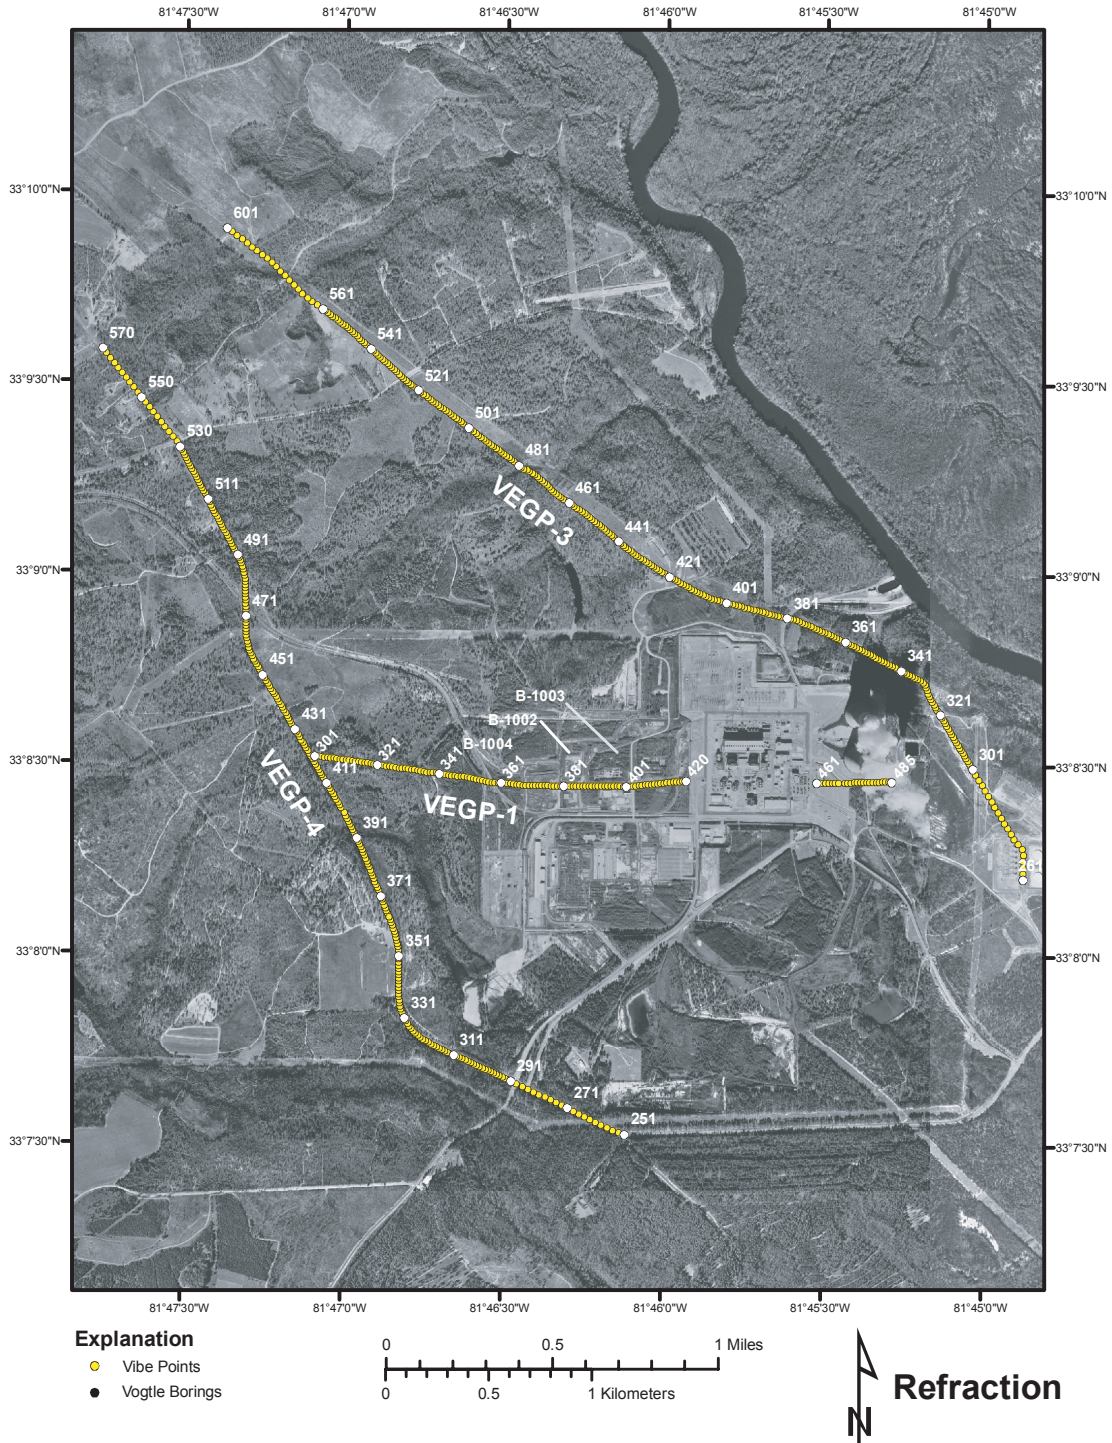 81°47'30"W
81°47'0"W
81°46'30"W
81°46'0"W
81°45'30"W
81°45'0"W
33°10'0"N
33°10'0"N
601
561
570
541
33°9'30"N
33°9'30"N
550
521
530
501
481
511
461
VEGP-3
441
491
33°9'0"N
421
33°9'0"N
401
471
381
361
451
341
B-1003
321
431
B-1002
301
B-1004
33°8'30"N
321
341
301
33°8'30"N
411
361
381
401
420
461
485
VEGP-4
VEGP-1
391
261
371
351
33°8'0"N
33°8'0"N
331
311
291
271
251
33°7'30"N
33°7'30"N
81°47'30"W
81°47'0"W
81°46'30"W
81°46'0"W
81°45'30"W
81°45'0"W
Explanation
Vibe Points
Vogtle Borings
0
0.5
1 Miles
0
0.5
1 Kilometers
N
Refraction